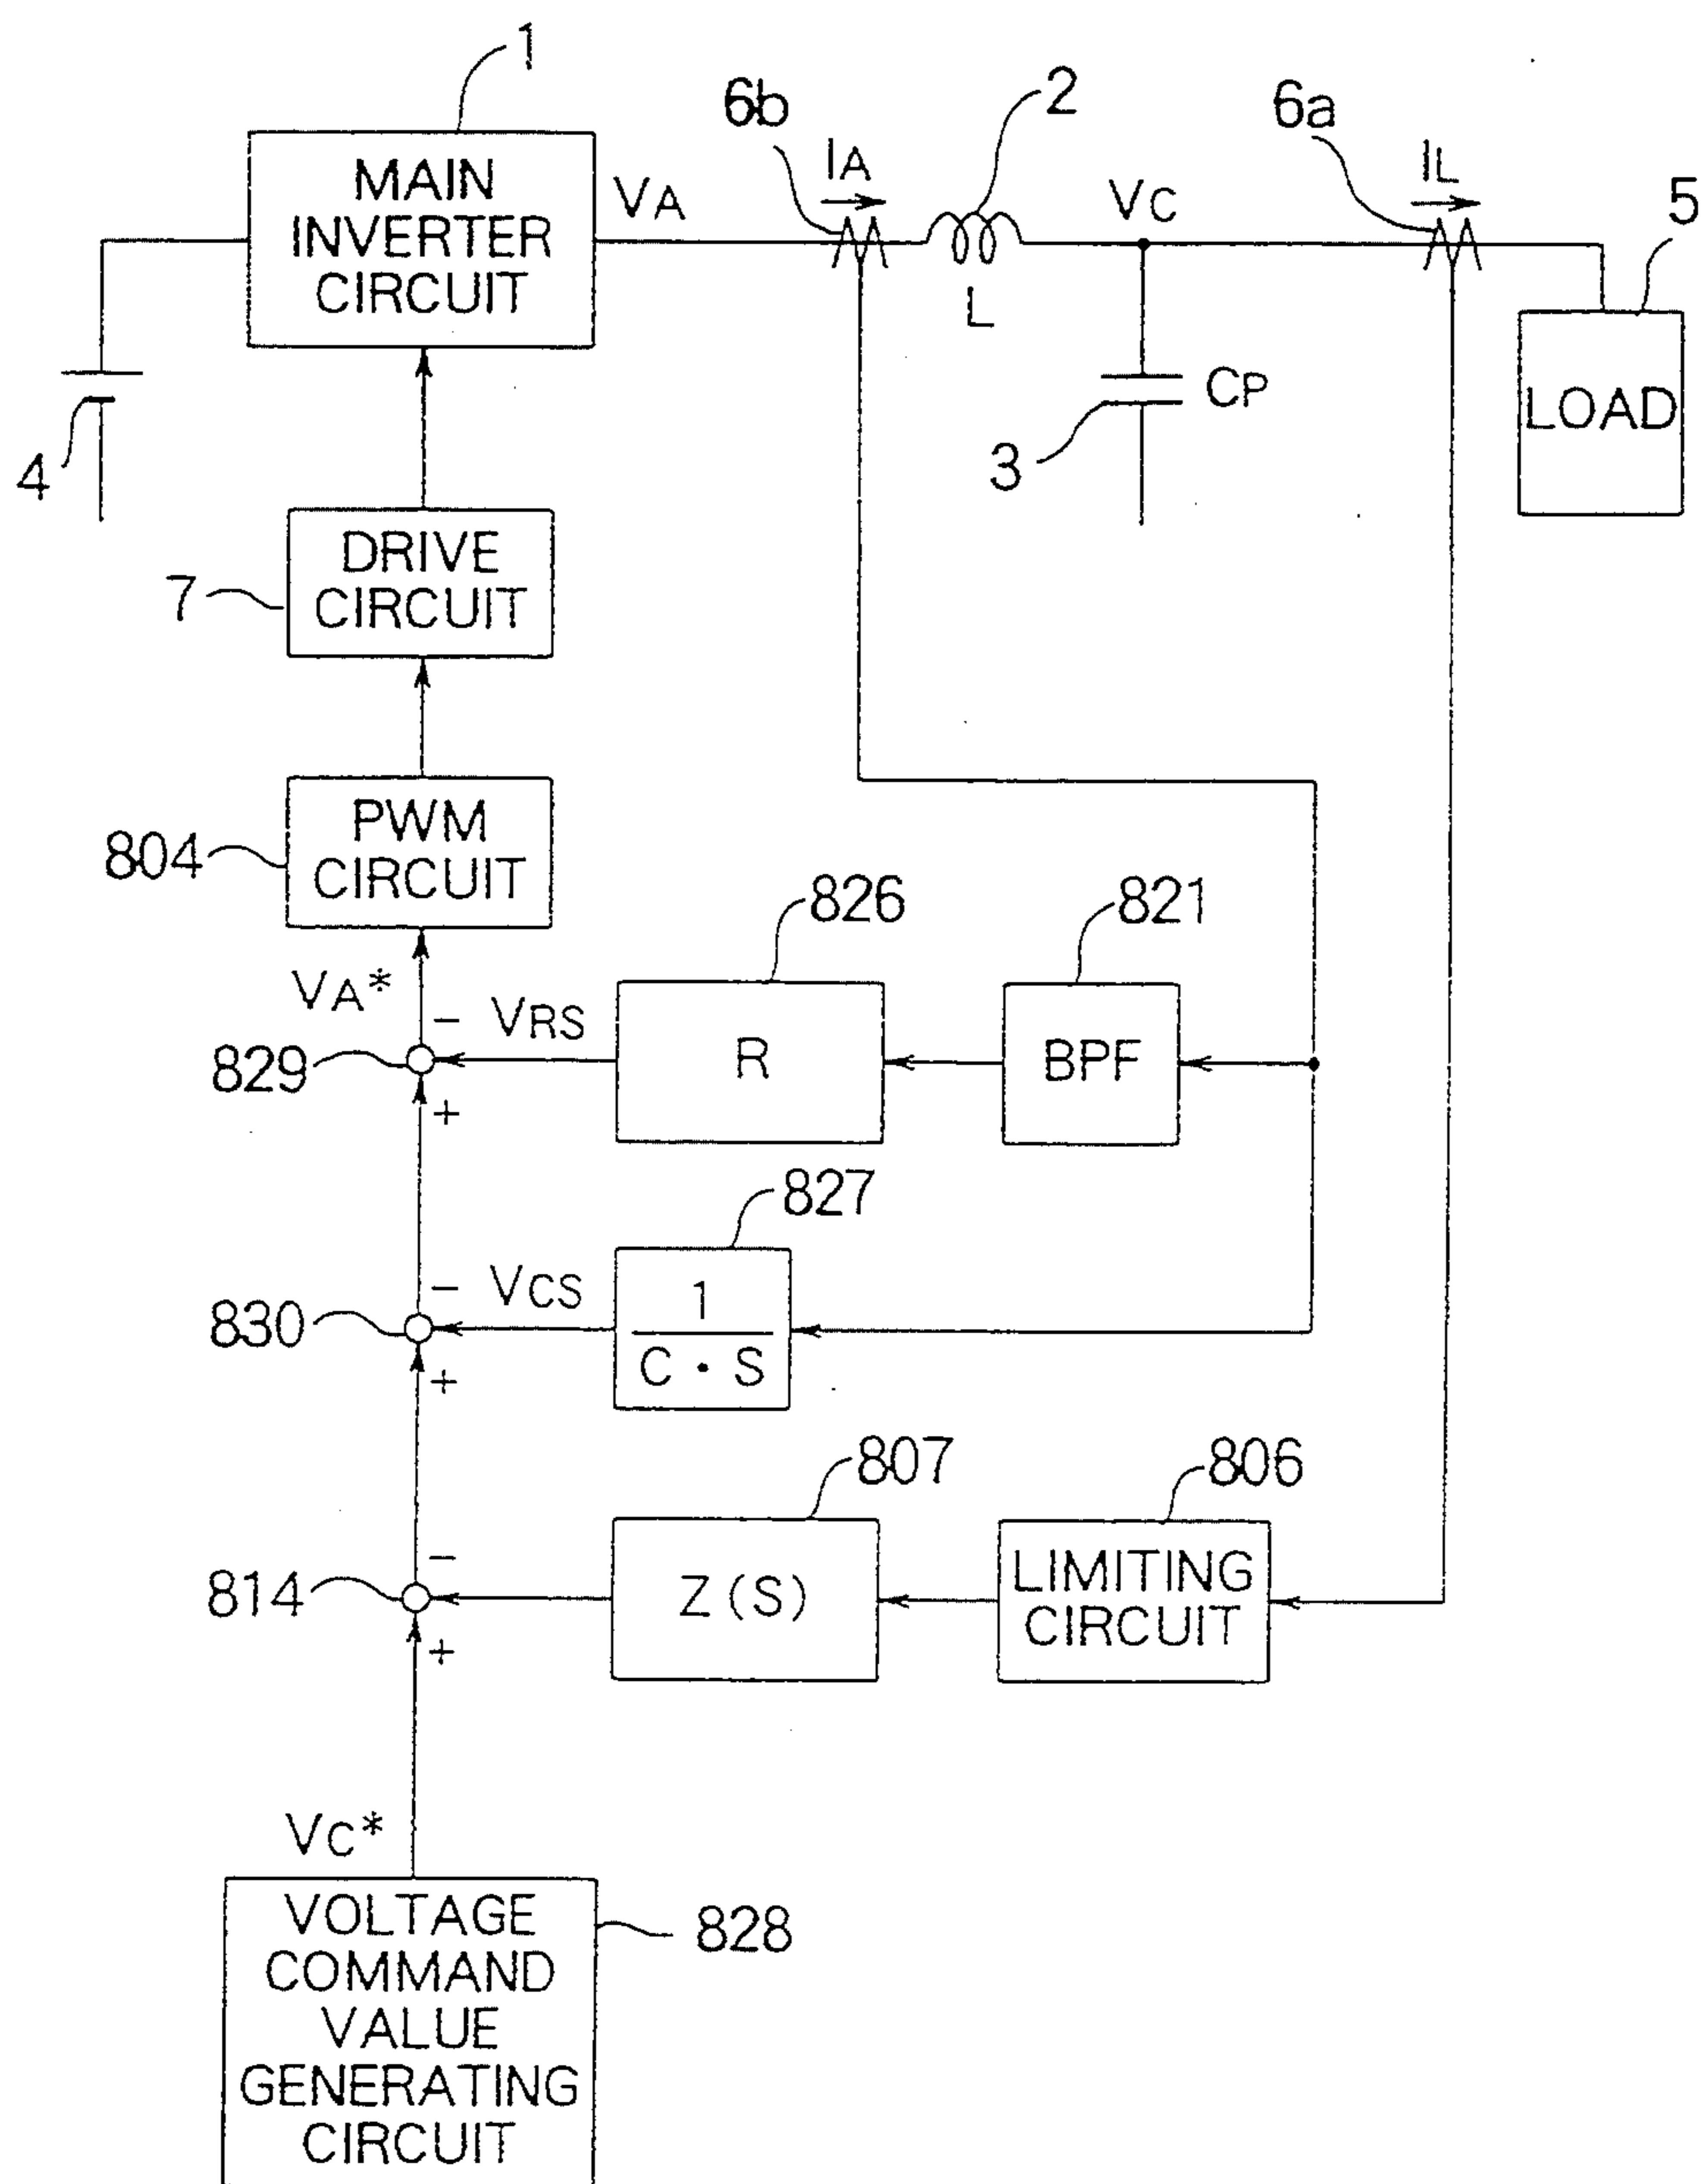 1
6b
2
6a
IA
IL
5
MAIN
INVERTER
CIRCUIT
VA
VC
L
CP
LOAD
4
3
DRIVE
CIRCUIT
7
PWM
CIRCUIT
804
826
821
VA*
−
VRS
R
BPF
829
+
827
−
VCS
1
C · S
830
+
807
806
−
Z(S)
LIMITING
CIRCUIT
814
+
VC*
VOLTAGE
COMMAND
VALUE
GENERATING
CIRCUIT
828